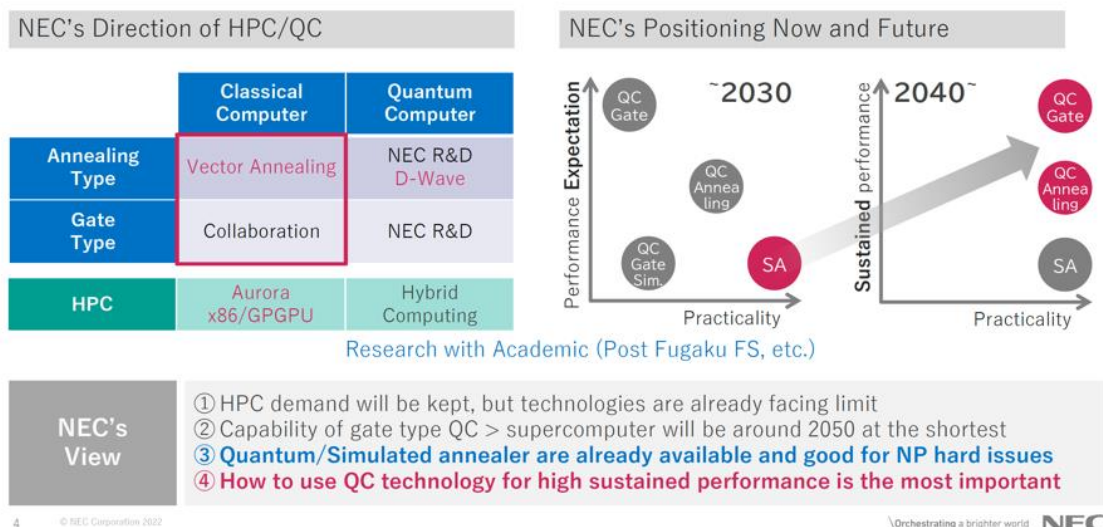 NEC's Direction of HPC/QC
Classical
Computer
Quantum
Computer
Annealing
Type
Vector Annealing
NEC R&D
D-Wave
Gate
Type
Collaboration
NEC R&D
HPC
Aurora
x86/GPGPU
Hybrid
Computing
NEC's Positioning Now and Future
Performance Expectation
~2030
QC
Gate
QC
Annea
ling
QC
Gate
Sim.
SA
Practicality
Sustained performance
2040~
QC
Gate
QC
Annea
ling
SA
Practicality
Research with Academic (Post Fugaku FS, etc.)
NEC's
View
① HPC demand will be kept, but technologies are already facing limit
② Capability of gate type QC > supercomputer will be around 2050 at the shortest
③ Quantum/Simulated annealer are already available and good for NP hard issues
④ How to use QC technology for high sustained performance is the most important
4
© NEC Corporation 2022
\Orchestrating a brighter world
NEC